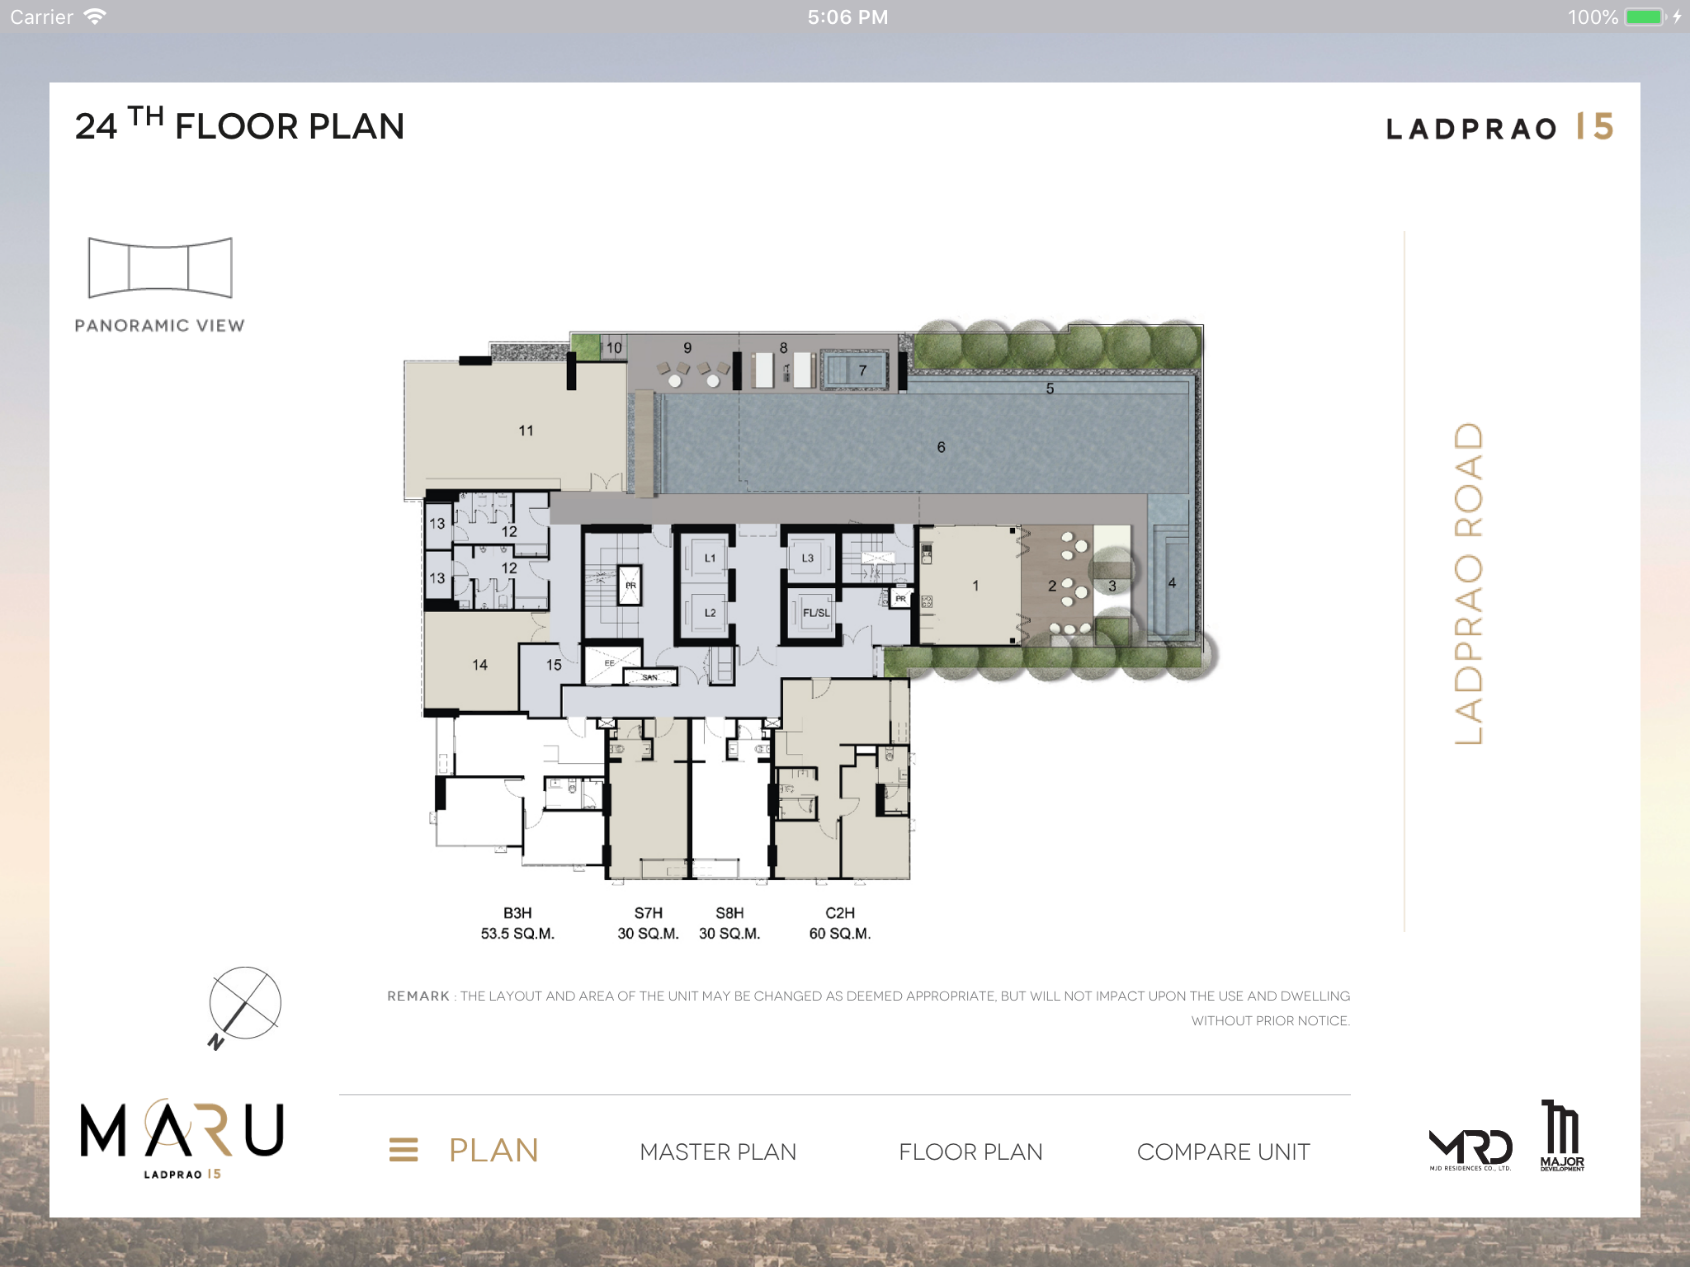 Carrier
5:06 PM
100%
24 TH FLOOR PLAN
LADPRAO 15
PANORAMIC VIEW
10
9
8
7
5
11
6
13
12
13
12
L1
L3
PR
L2
FL/SL
PR
1
2
3
4
14
15
EE
SAN
LADPRAO ROAD
B3H
53.5 SQ.M.
S7H
30 SQ.M.
S8H
30 SQ.M.
C2H
60 SQ.M.
REMARK : THE LAYOUT AND AREA OF THE UNIT MAY BE CHANGED AS DEEMED APPROPRIATE, BUT WILL NOT IMPACT UPON THE USE AND DWELLING
WITHOUT PRIOR NOTICE.
N
MARU
LADPRAO 15
PLAN
MASTER PLAN
FLOOR PLAN
COMPARE UNIT
MRD
MJD RESIDENCES CO., LTD.
MAJOR
DEVELOPMENT